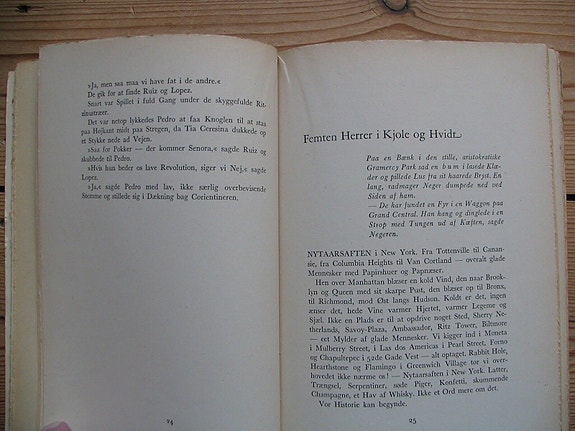 »Ja, men saa maa vi have fat i de andre.«
De gik for at finde Ruiz og Lopez.
Snart var Spillet i fuld Gang under de skyggefulde Ri-
zinustræer.
Det var netop lykkedes Pedro at faa Knoglen til at staa
paa Højkant midt paa Stregen, da Tia Ceresina dukkede op
et Stykke nede ad Vejen.
»Saa for Pokker — der kommer Senora,« sagde Ruiz og
skubbede til Pedro.
»Hvis hun beder os lave Revolution, siger vi Nej,« sagde
Lopez.
»Ja,« sagde Pedro med lav, ikke særlig overbevisende
Stemme og stillede sig i Dækning bag Corientineren.
24
Femten Herrer i Kjole og Hvidt
Paa en Bænk i den stille, aristokratiske
Gramercy Park sad en bum i lasede Klæ-
der og pillede Lus fra sit haarede Bryst. En
lang, radmager Neger dumpede ned ved
Siden af ham.
— De har fundet en Fyr i en Waggon paa
Grand Central. Han hang og dinglede i en
Strop med Tungen ud af Kæften, sagde
Negeren.
NYTAARSAFTEN i New York. Fra Tottenville til Canar-
sie, fra Columbia Heights til Van Cortland — overalt glade
Mennesker med Papirshuer og Papnæser.
Hen over Manhattan blæser en kold Vind, den naar Brook-
lyn og Queen med sit skarpe Pust, den blæser op til Bronx,
til Richmond, mod Øst langs Hudson. Koldt er det, ingen
ænser det, hede Vine varmer Hjertet, varmer Legeme og
Sjæl. Ikke en Plads er til at opdrive noget Sted, Sherry Ne-
therlands, Savoy-Plaza, Ambassador, Ritz Tower, Biltmore
— eet Mylder af glade Mennesker. Vi kigger ind i Moneta
i Mulberry Street, i Las dos Americas i Pearl Street, Forno
og Chapultepec i 52de Gade Vest — alt optaget. Rabbit Hole,
Hearthstone og Flamingo i Greenwich Village tør vi over-
hovedet ikke nærme os! — Nytaarsaften i New York. Latter,
Trængsel, Serpentiner, søde Piger, Konfetti, skummende
Champagne, et Hav af Whisky. Ikke et Ord mere om det.
Vor Historie kan begynde.
25